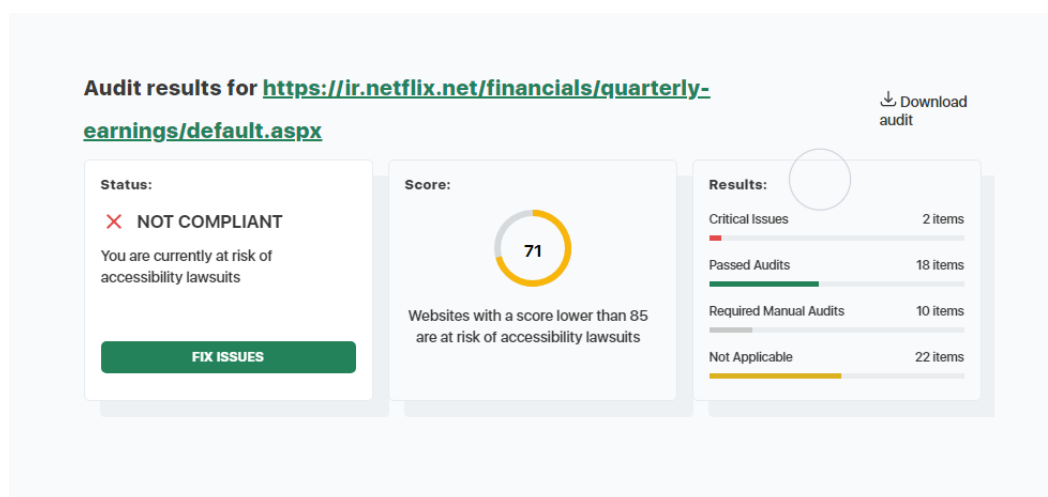 Audit results for https://ir.netflix.net/financials/quarterly-
earnings/default.aspx
Download
audit
Status:
NOT COMPLIANT
You are currently at risk of
accessibility lawsuits
FIX ISSUES
Score:
71
Websites with a score lower than 85
are at risk of accessibility lawsuits
Results:
Critical Issues 2 items
Passed Audits 18 items
Required Manual Audits 10 items
Not Applicable 22 items